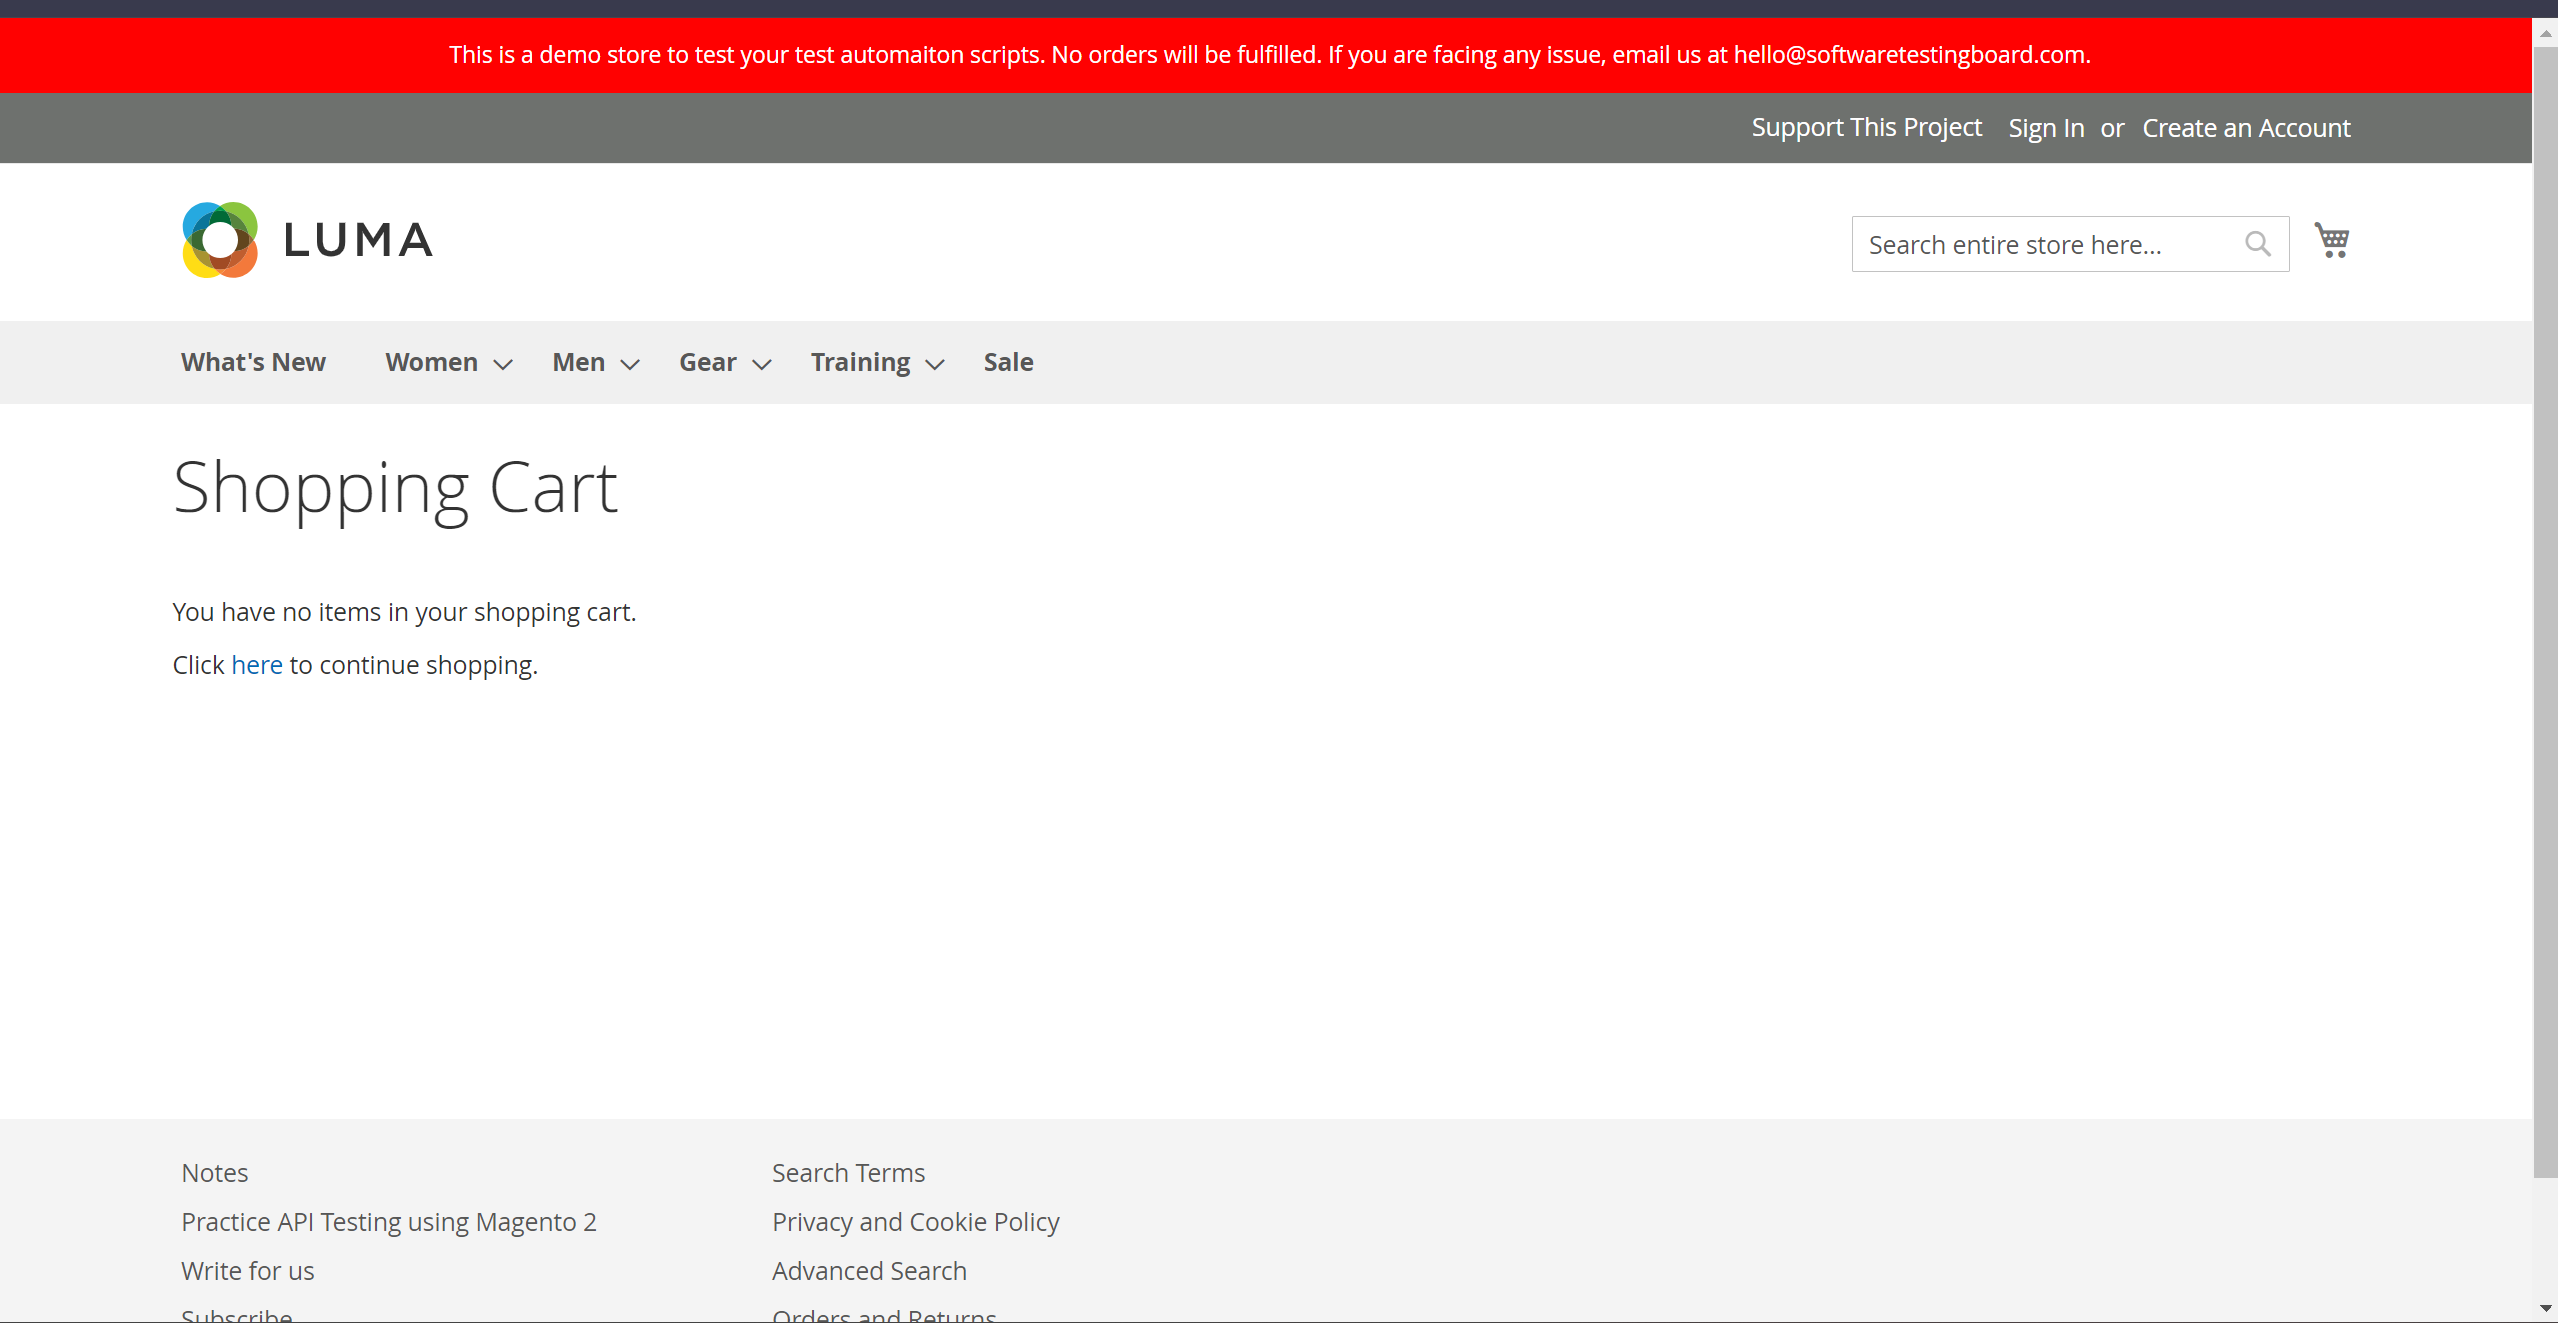 This is a demo store to test your test automaiton scripts. No orders will be fulfilled. If you are facing any issue, email us at hello@softwaretestingboard.com.
Support This Project Sign In or Create an Account
LUMA
Search entire store here...
What's New Women Men Gear Training Sale
Shopping Cart
You have no items in your shopping cart.
Click here to continue shopping.
Notes
Practice API Testing using Magento 2
Write for us
Subscribe
Search Terms
Privacy and Cookie Policy
Advanced Search
Orders and Returns